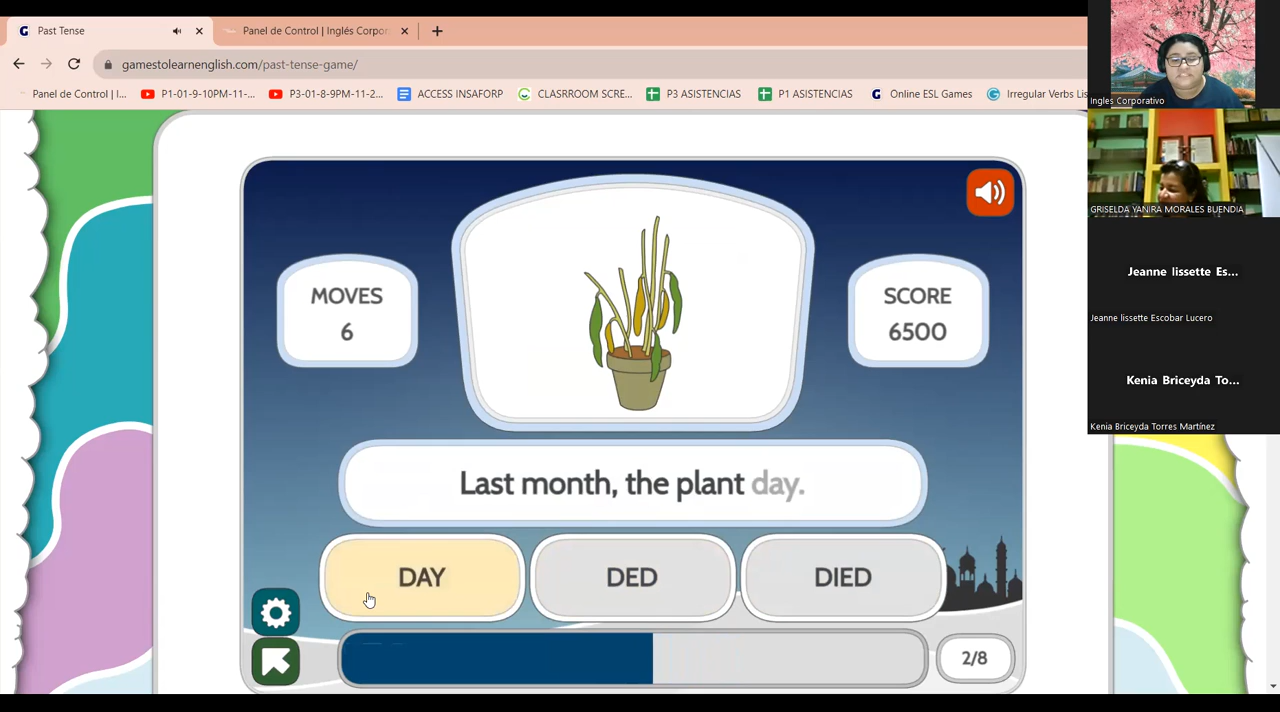 Past Tense
Panel de Control | Inglés Corpor
gamestolearnenglish.com/past-tense-game/
Panel de Control | I...
P1-01-9-10PM-11-...
P3-01-8-9PM-11-2...
ACCESS INSAFORP
CLASRROOM SCRE...
P3 ASISTENCIAS
P1 ASISTENCIAS
Online ESL Games
Irregular Verbs Lis
Ingles Corporativo
GRISELDA YANIRA MORALES BUENDIA
Jeanne lissette Es...
Jeanne lissette Escobar Lucero
Kenia Briceyda To...
Kenia Briceyda Torres Martínez
MOVES
6
SCORE
6500
Last month, the plant day.
DAY
DED
DIED
2/8